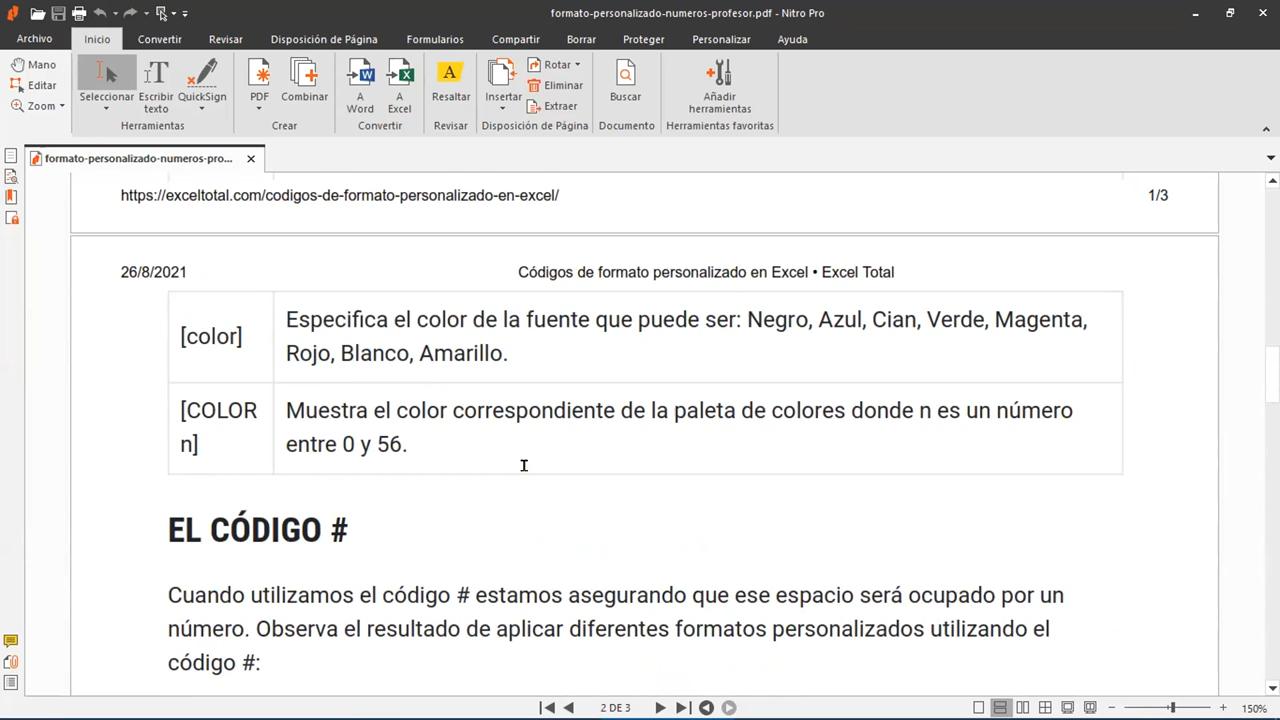 formato-personalizado-numeros-profesor.pdf - Nitro Pro
Archivo Inicio Convertir Revisar Disposición de Página Formularios Compartir Borrar Proteger Personalizar Ayuda
Mano
Editar
Zoom
Seleccionar
Escribir texto
QuickSign
Herramientas
PDF
Combinar
Crear
A Word
A Excel
Convertir
Resaltar
Revisar
Insertar
Rotar
Eliminar
Extraer
Disposición de Página
Buscar
Documento
Añadir herramientas
Herramientas favoritas
formato-personalizado-numeros-pro...
https://exceltotal.com/codigos-de-formato-personalizado-en-excel/ 1/3
26/8/2021 Códigos de formato personalizado en Excel • Excel Total
[color]
Especifica el color de la fuente que puede ser: Negro, Azul, Cian, Verde, Magenta,
Rojo, Blanco, Amarillo.
[COLOR
n]
Muestra el color correspondiente de la paleta de colores donde n es un número
entre 0 y 56.
EL CÓDIGO #
Cuando utilizamos el código # estamos asegurando que ese espacio será ocupado por un
número. Observa el resultado de aplicar diferentes formatos personalizados utilizando el
código #:
2 DE 3
150%